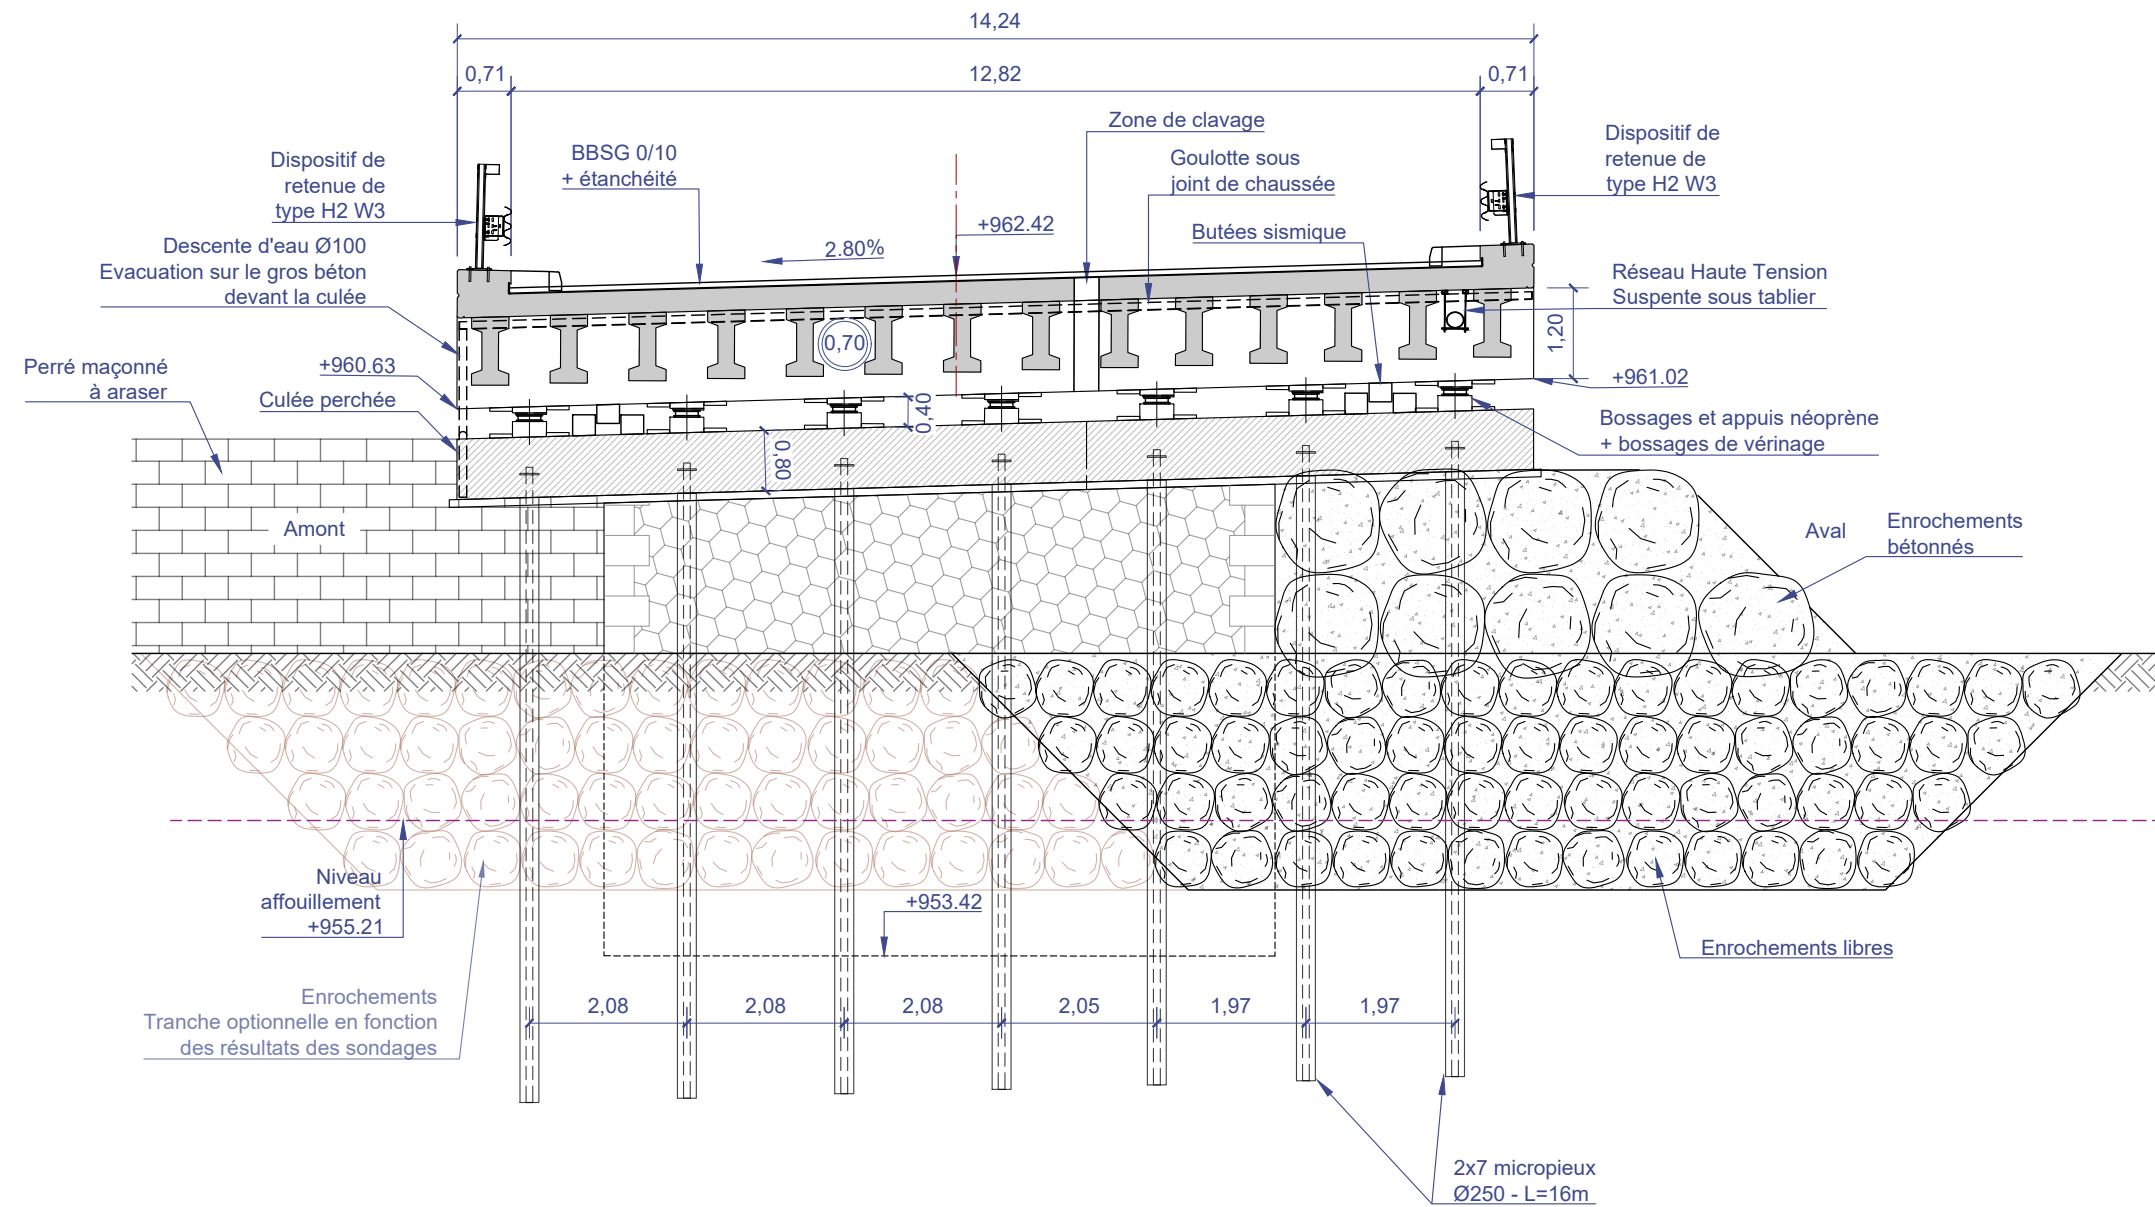 14,24
0,71
12,82
0,71
Zone de clavage
Dispositif de
retenue de
type H2 W3
BBSG 0/10
+ étanchéité
Goulotte sous
joint de chaussée
Dispositif de
retenue de
type H2 W3
+962.42
Butées sismique
2.80%
Descente d'eau Ø100
Evacuation sur le gros béton
devant la culée
Réseau Haute Tension
Suspente sous tablier
0,70
1,20
+960.63
Perré maçonné
à araser
+961.02
Culée perchée
0,40
Bossages et appuis néoprène
+ bossages de vérinage
0,80
Amont
Aval
Enrochements
bétonnés
Niveau
affouillement
+955.21
+953.42
Enrochements libres
Enrochements
Tranche optionnelle en fonction
des résultats des sondages
2,08
2,08
2,08
2,05
1,97
1,97
2x7 micropieux
Ø250 - L=16m